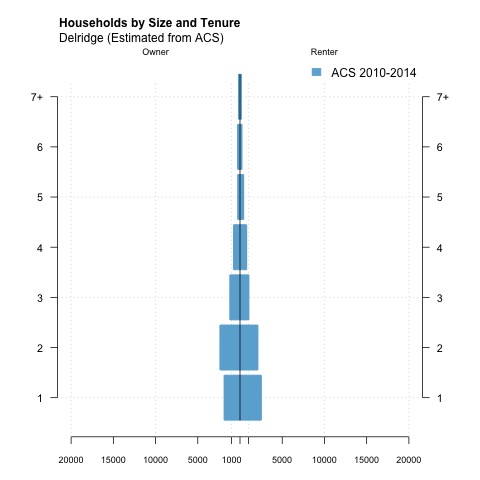 Households by Size and Tenure
Delridge (Estimated from ACS)
Owner Renter
ACS 2010-2014
7+ 7+
6 6
5 5
4 4
3 3
2 2
1 1
20000 15000 10000 5000 1000 5000 10000 15000 20000